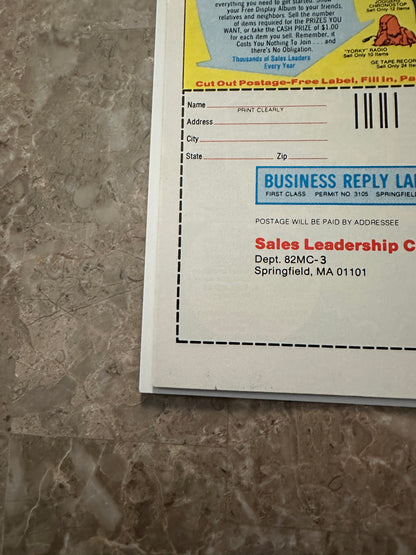 everything you need to get started. Show
your Free Display Album to your friends,
relatives and neighbors. Sell the number
of items required for the PRIZES YOU
WANT, or take the CASH PRIZE of $1.00
for each item you sell. Remember, it
Costs You Nothing To Join . . . and
there's No Obligation.
Thousands of Sales Leaders
Every Year
CHRONOSTOP
Sell Only 12 Items
"YORKY" RADIO
Sell Only 10 Items
GE TAPE RECOR
Sell Only 24 Item
Cut Out Postage-Free Label, Fill in, Pa
Name
PRINT CLEARLY
Address
City
State Zip
BUSINESS REPLY LA
FIRST CLASS PERMIT NO. 3105 SPRINGFIEL
POSTAGE WILL BE PAID BY ADDRESSEE
Sales Leadership C
Dept. 82MC-3
Springfield, MA 01101